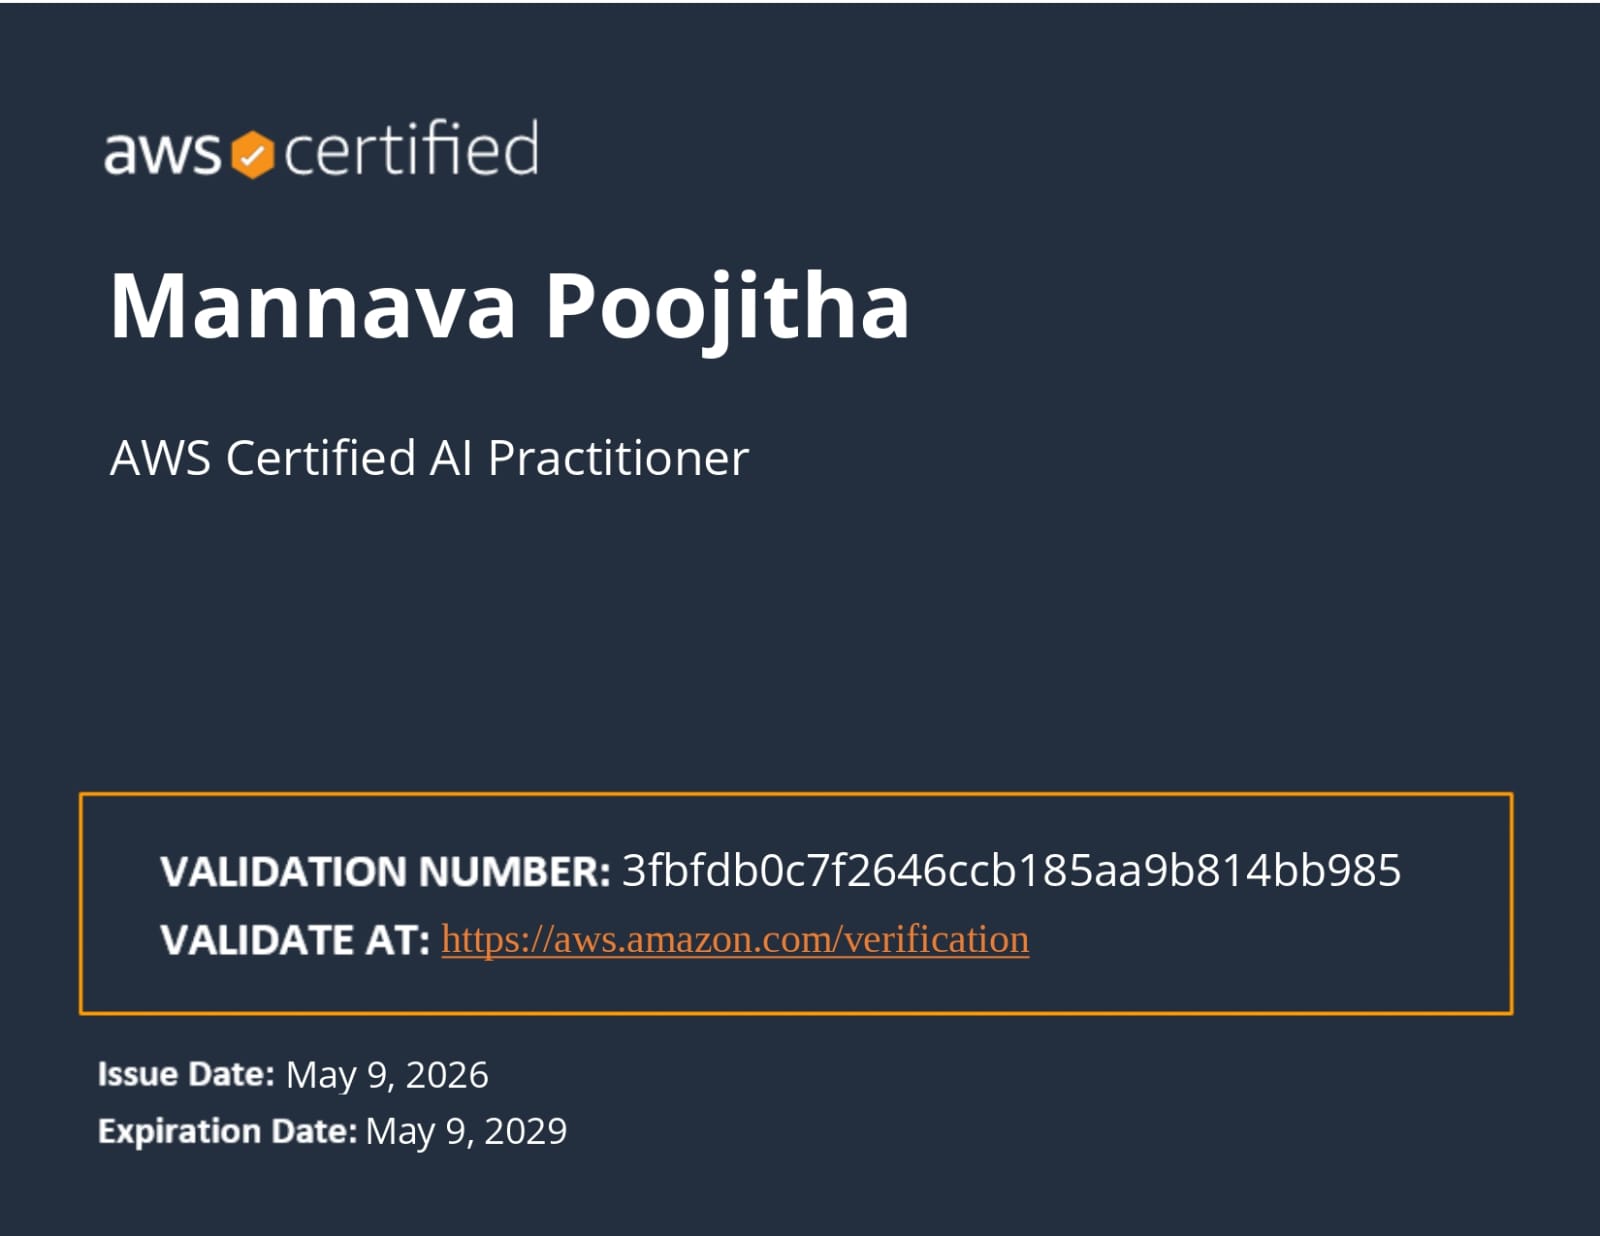 aws certified
Mannava Poojitha
AWS Certified AI Practitioner
VALIDATION NUMBER: 3fbfdb0c7f2646ccb185aa9b814bb985
VALIDATE AT: https://aws.amazon.com/verification
Issue Date: May 9, 2026
Expiration Date: May 9, 2029